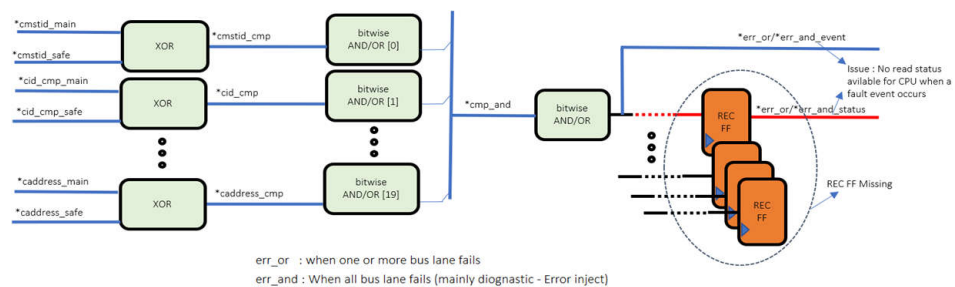 *cmstid_main
*cmstid_safe
XOR
*cmstid_cmp
bitwise
AND/OR [0]
*cid_cmp_main
*cid_cmp_safe
XOR
*cid_cmp
bitwise
AND/OR [1]
*caddress_main
*caddress_safe
XOR
*caddress_cmp
bitwise
AND/OR [19]
*cmp_and
bitwise
AND/OR
*err_or/*err_and_event
Issue : No read status
avilable for CPU when a
fault event occurs
*err_or/*err_and_status
REC
FF
REC
FF
REC FF Missing
err_or : when one or more bus lane fails
err_and : When all bus lane fails (mainly diognastic - Error inject)